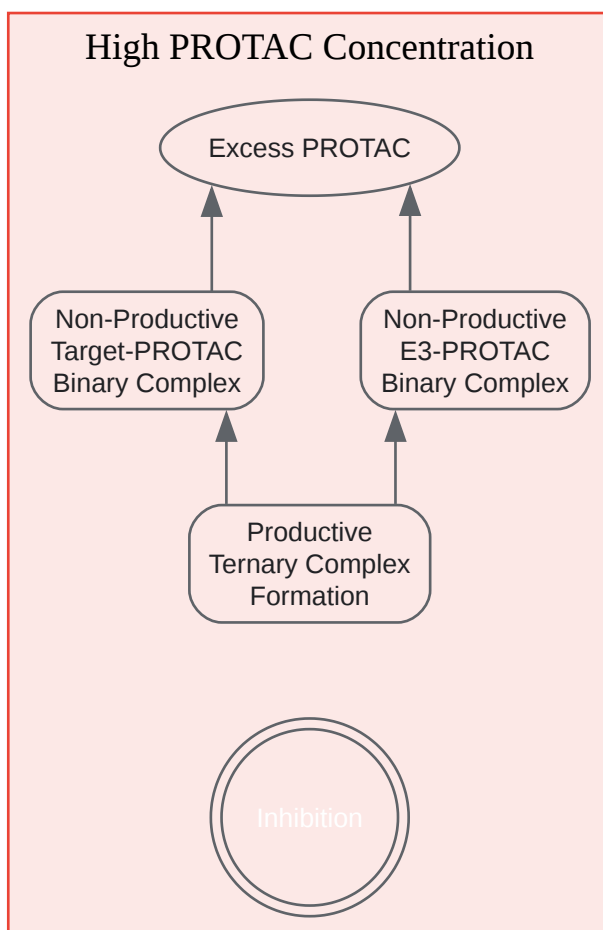 High PROTAC Concentration
Excess PROTAC
Non-Productive
Target-PROTAC
Binary Complex
Non-Productive
E3-PROTAC
Binary Complex
Productive
Ternary Complex
Formation
Inhibition